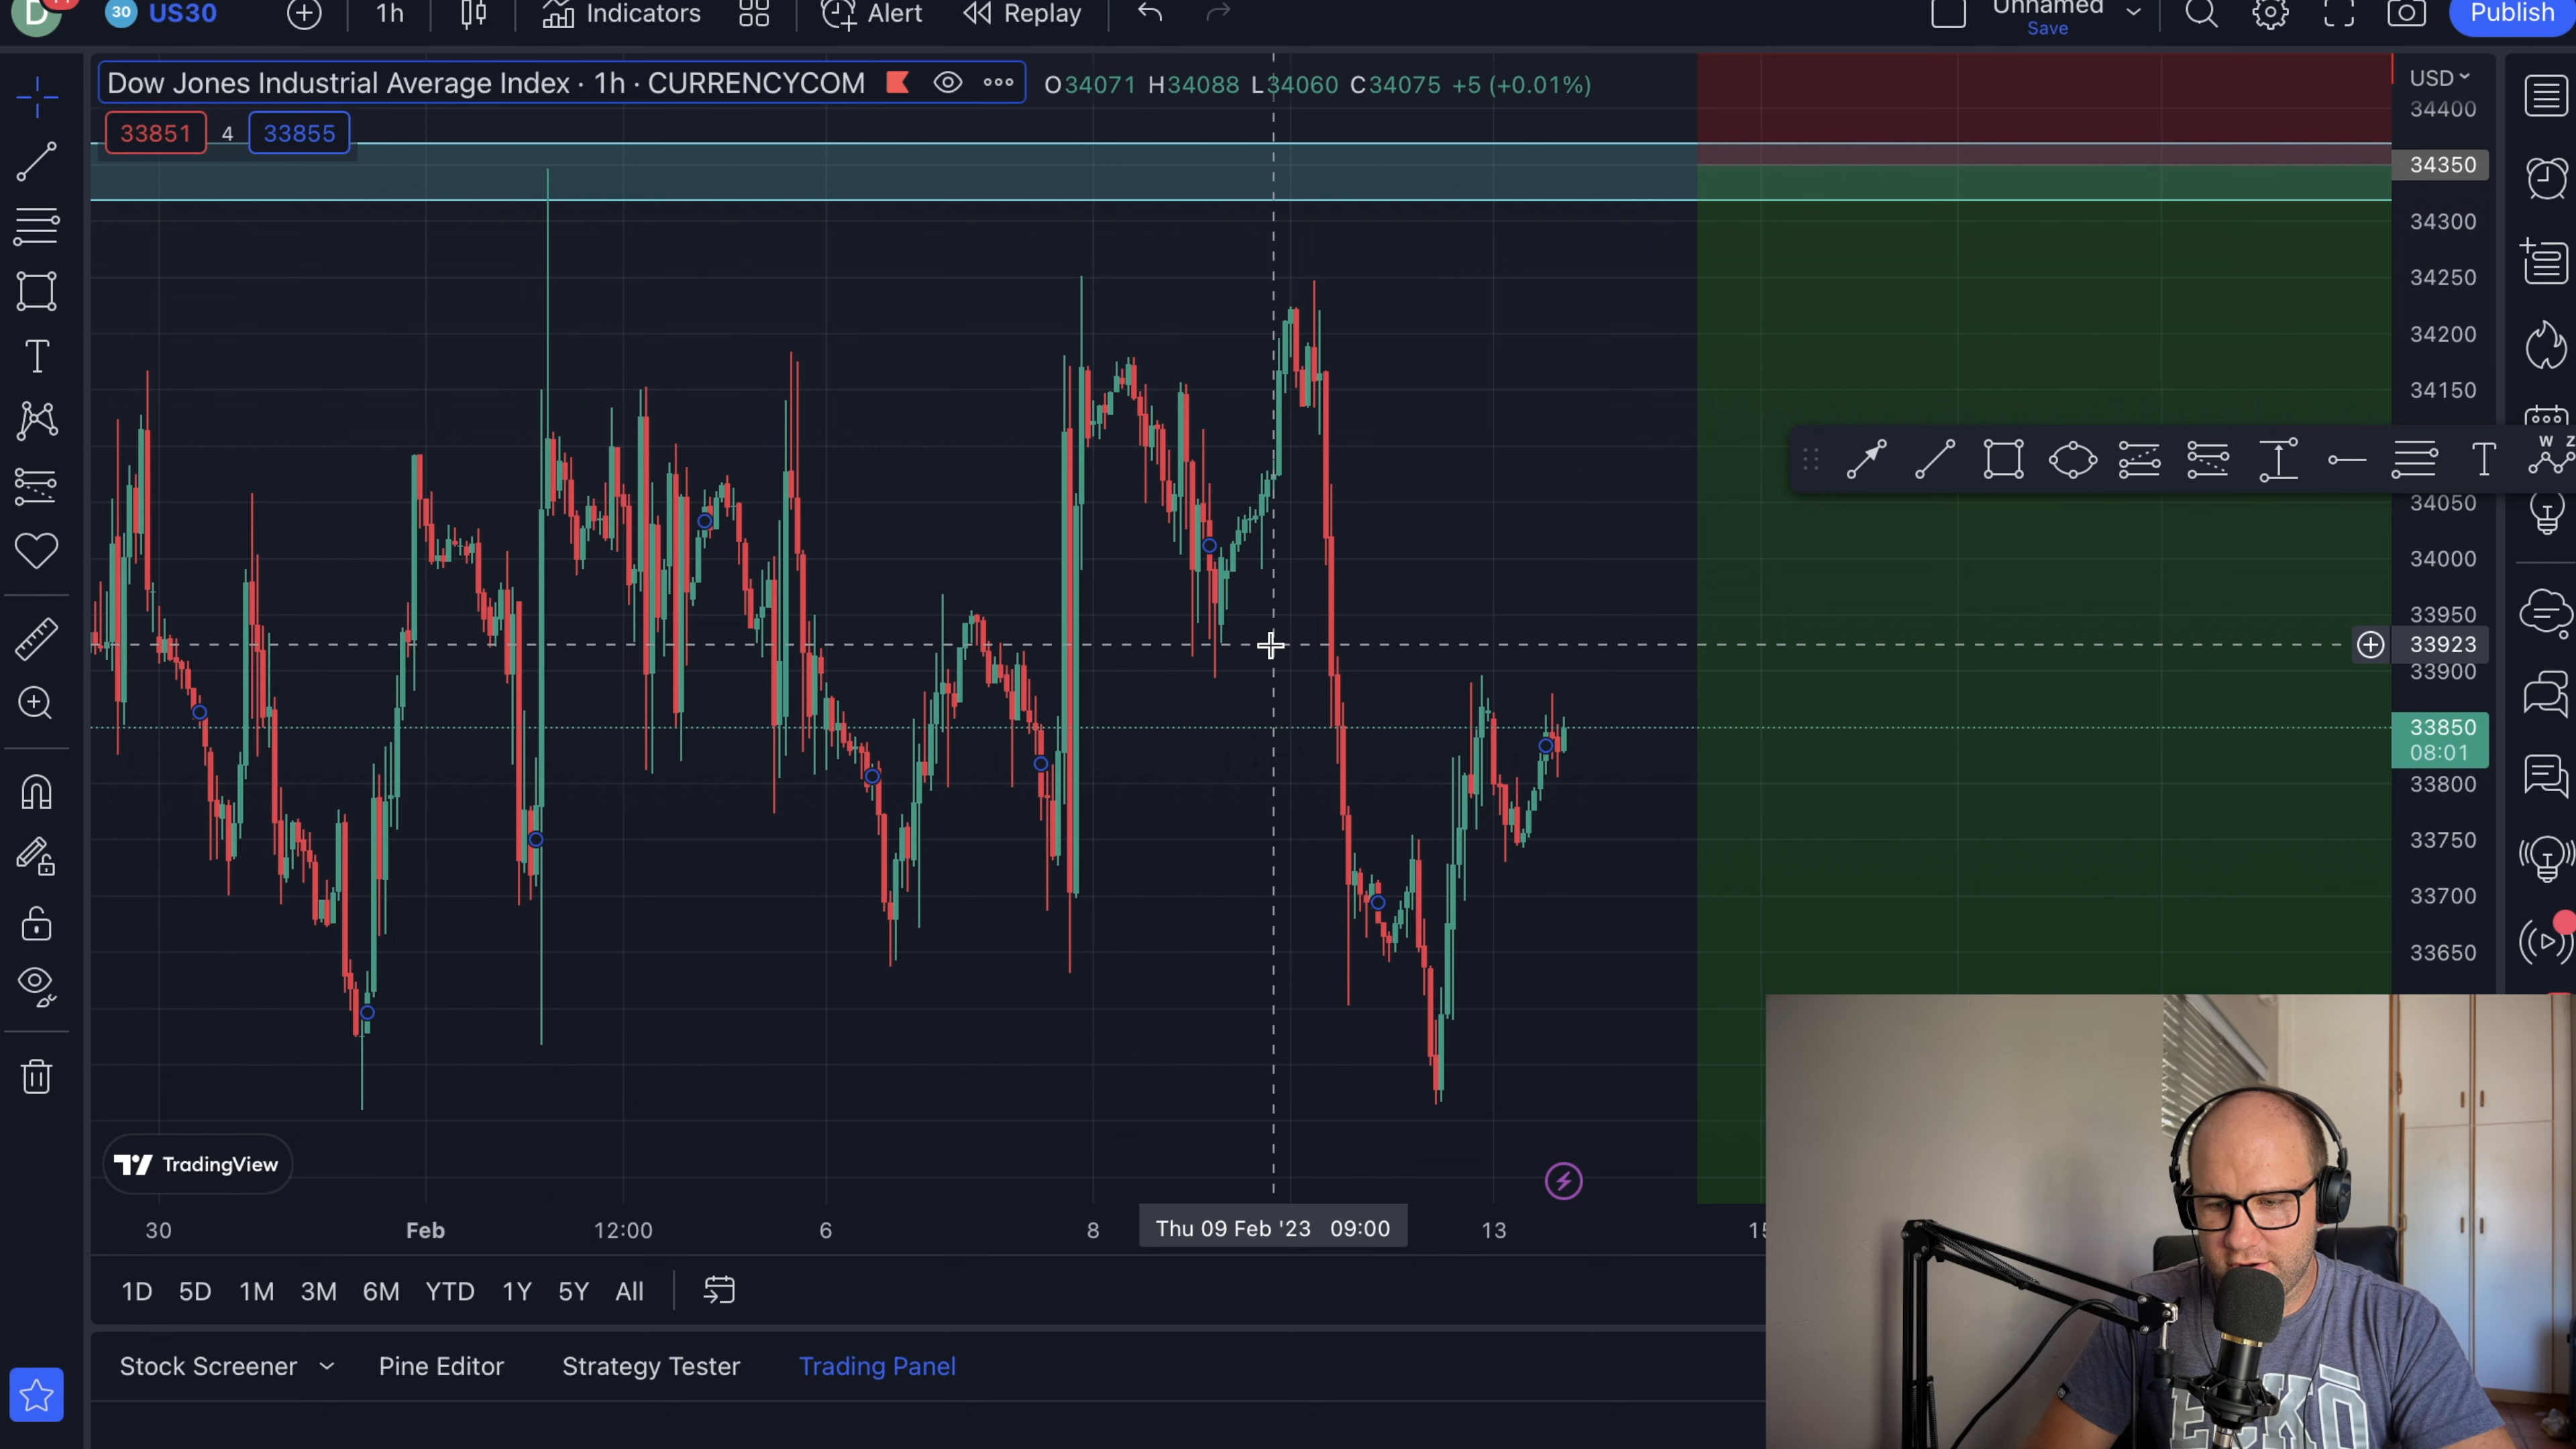 D
30 US30 1h Indicators Alert Replay Unnamed Publish
Save
Dow Jones Industrial Average Index · 1h · CURRENCYCOM O34071 H34088 L34060 C34075 +5 (+0.01%)
33851 4 33855
USD
34400
34350
34300
34250
34200
34150
W Z
T
34050
34000
33950
33923
33900
33850
08:01
33800
33750
33700
33650
TradingView
30 Feb 12:00 6 8 Thu 09 Feb '23 09:00 13
1D 5D 1M 3M 6M YTD 1Y 5Y All
Stock Screener Pine Editor Strategy Tester Trading Panel